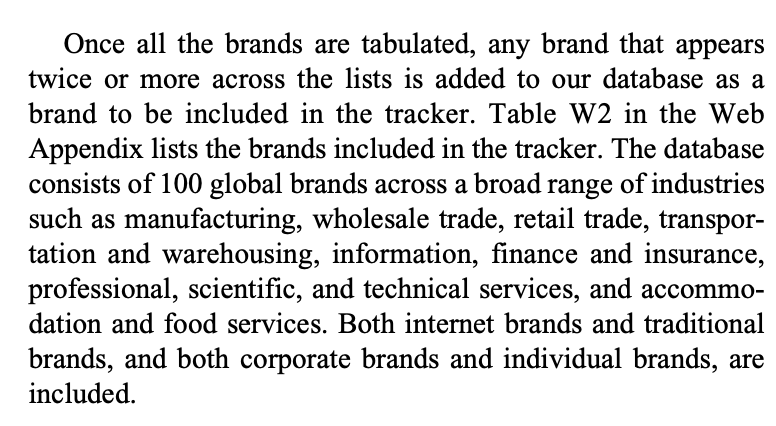 Once all the brands are tabulated, any brand that appears
twice or more across the lists is added to our database as a
brand to be included in the tracker. Table W2 in the Web
Appendix lists the brands included in the tracker. The database
consists of 100 global brands across a broad range of industries
such as manufacturing, wholesale trade, retail trade, transpor-
tation and warehousing, information, finance and insurance,
professional, scientific, and technical services, and accommo-
dation and food services. Both internet brands and traditional
brands, and both corporate brands and individual brands, are
included.